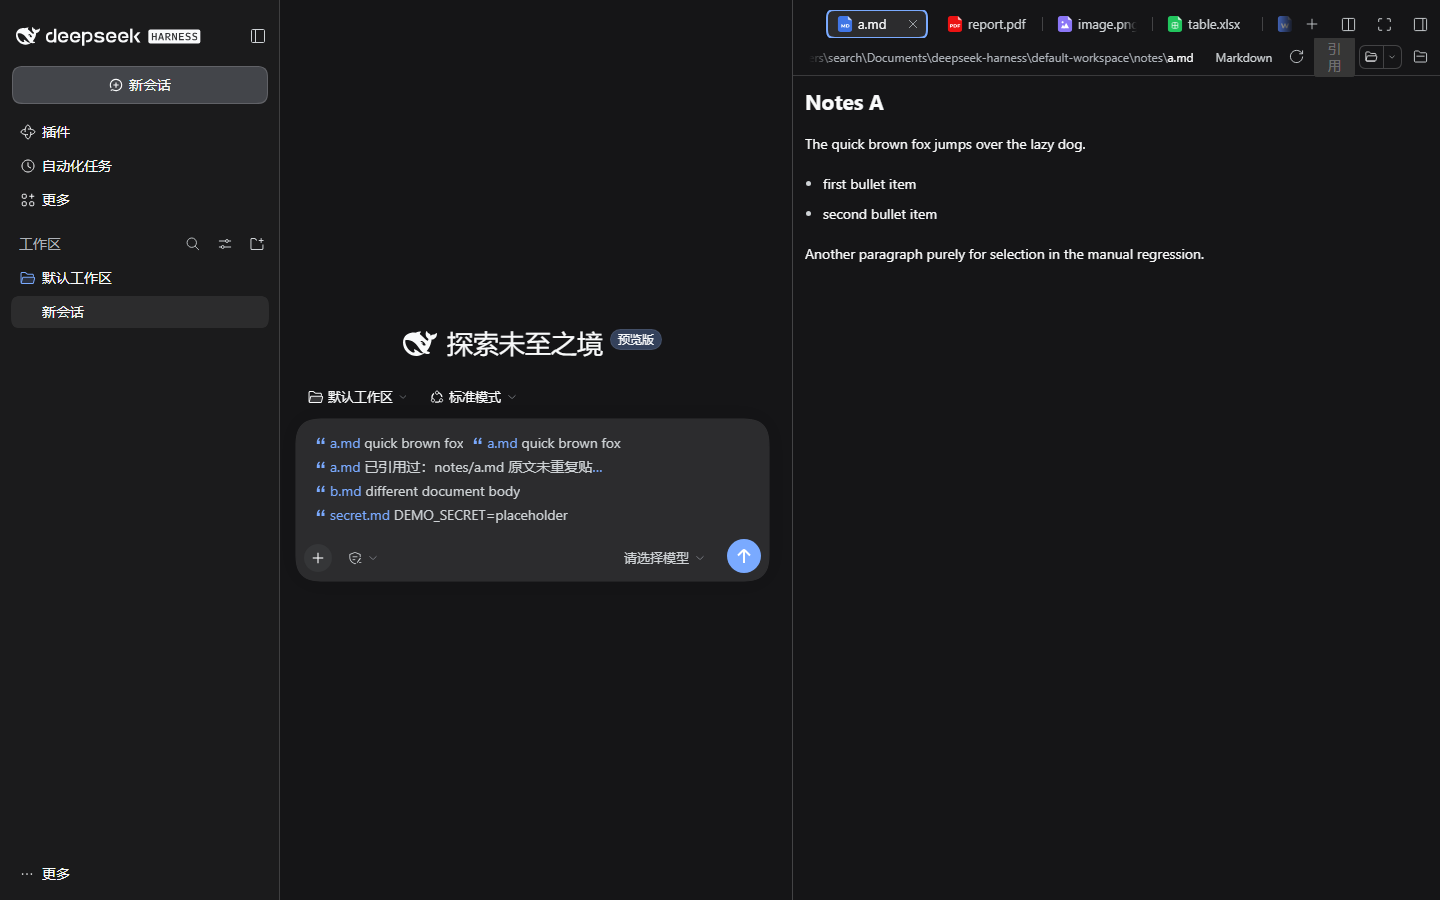 deepseek HARNESS
新会话
插件
自动化任务
更多
工作区
默认工作区
新会话
更多
探索未至之境 预览版
默认工作区 标准模式
“ a.md quick brown fox “ a.md quick brown fox
“ a.md 已引用过：notes/a.md 原文未重复贴...
“ b.md different document body
“ secret.md DEMO_SECRET=placeholder
请选择模型
a.md report.pdf image.png table.xlsx
ers\search\Documents\deepseek-harness\default-workspace\notes\a.md Markdown 引用
Notes A
The quick brown fox jumps over the lazy dog.
• first bullet item
• second bullet item
Another paragraph purely for selection in the manual regression.